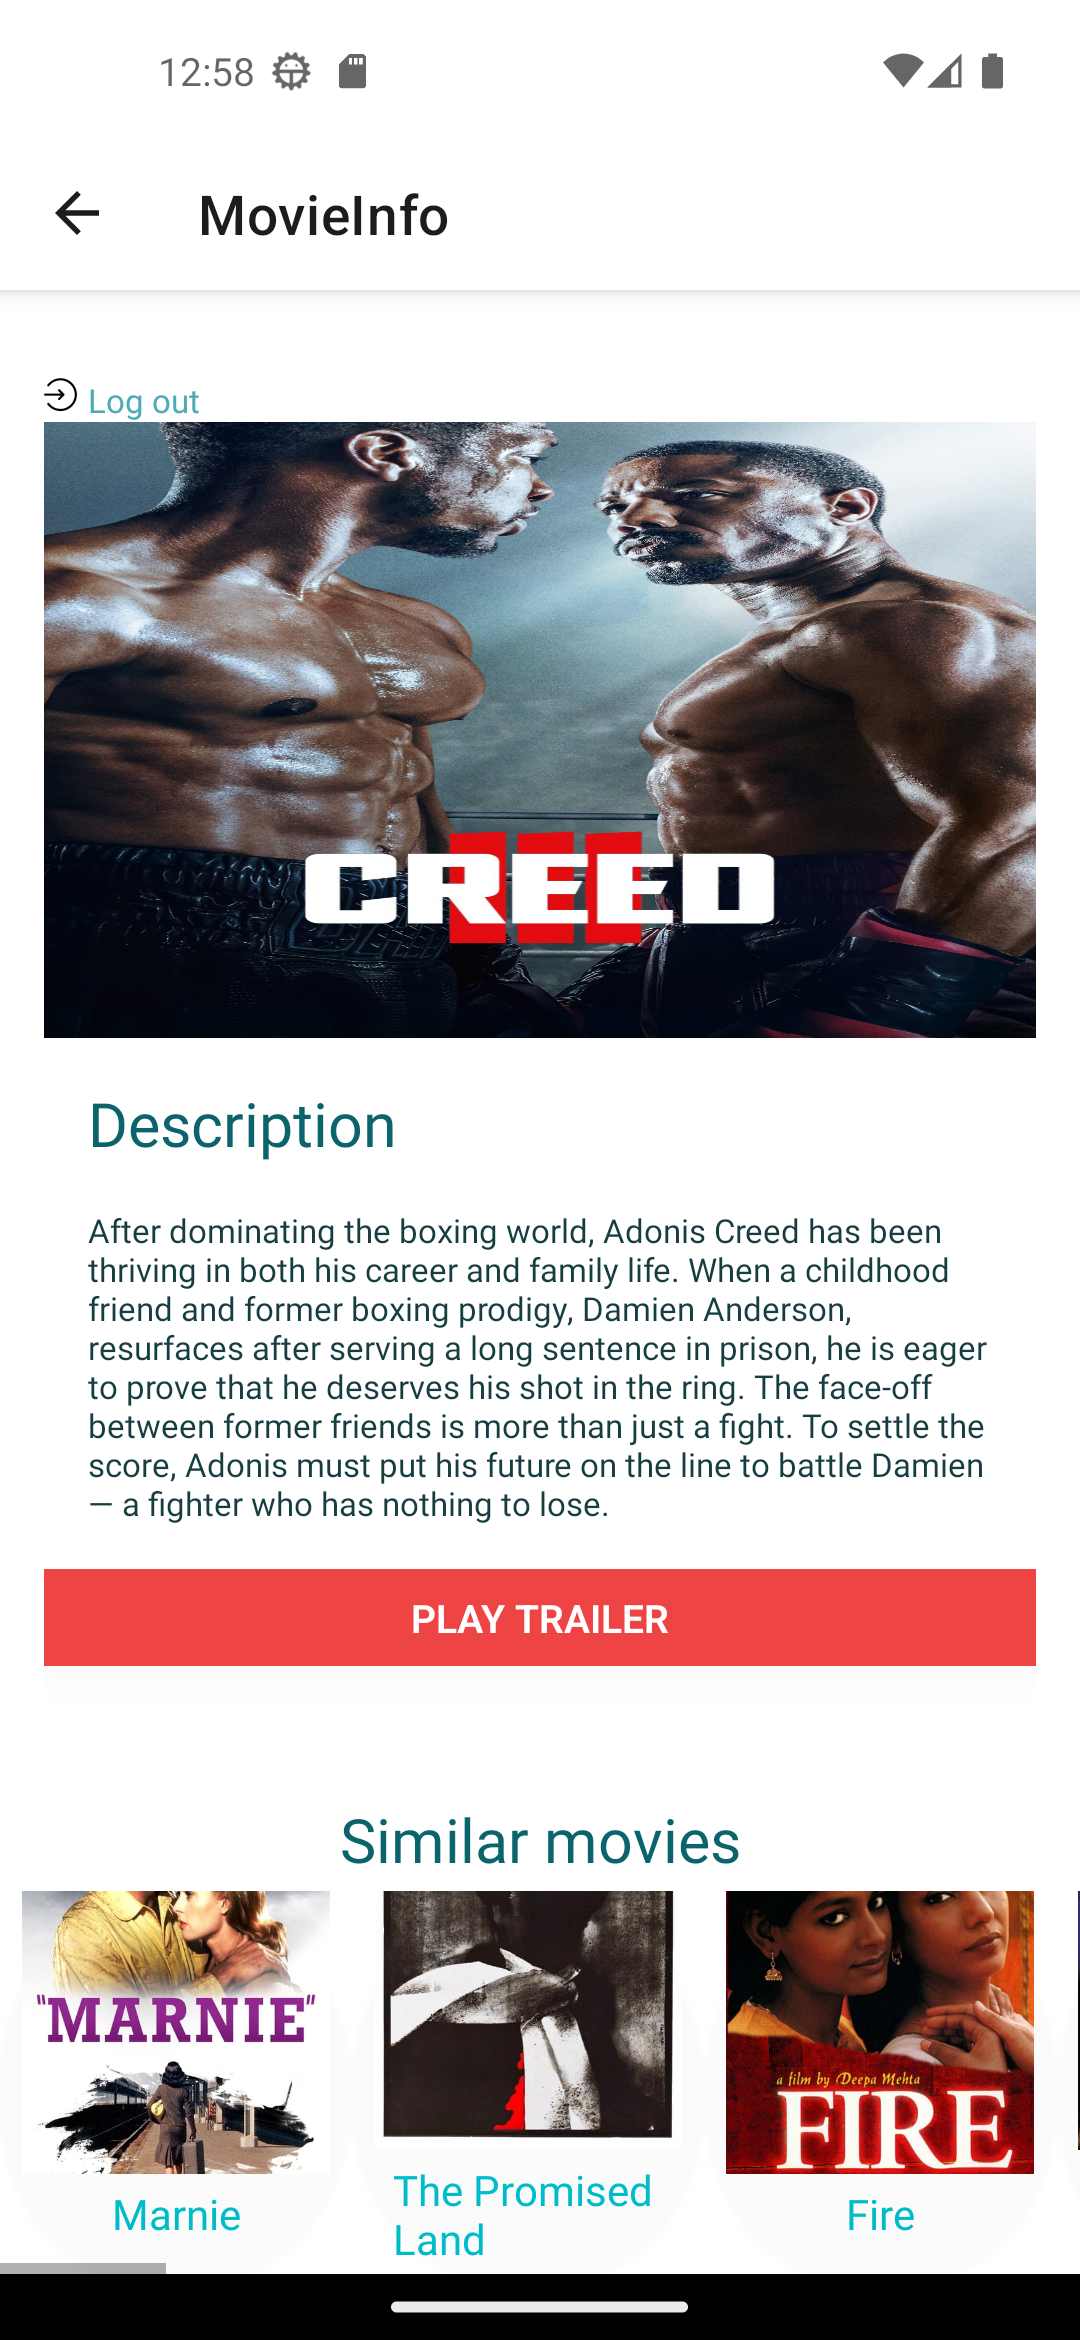 12:58
MovieInfo
Log out
CREED
III
Description
After dominating the boxing world, Adonis Creed has been
thriving in both his career and family life. When a childhood
friend and former boxing prodigy, Damien Anderson,
resurfaces after serving a long sentence in prison, he is eager
to prove that he deserves his shot in the ring. The face-off
between former friends is more than just a fight. To settle the
score, Adonis must put his future on the line to battle Damien
— a fighter who has nothing to lose.
PLAY TRAILER
Similar movies
"MARNIE"
a film by Deepa Mehta
FIRE
Marnie
The Promised
Land
Fire